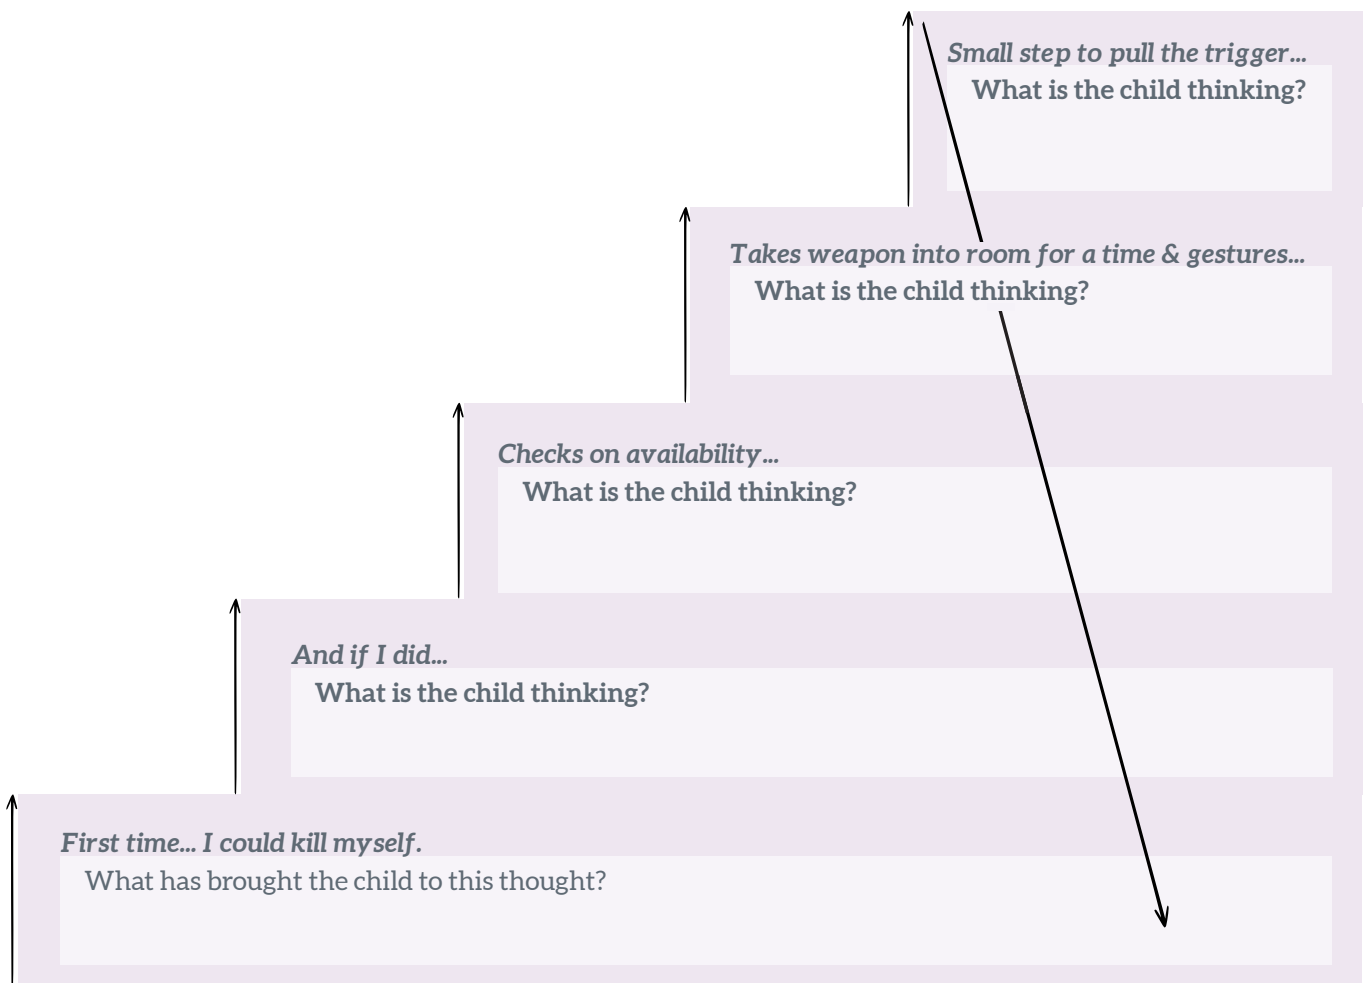 Small step to pull the trigger...
What is the child thinking?
Takes weapon into room for a time & gestures...
What is the child thinking?
Checks on availability...
What is the child thinking?
And if I did...
What is the child thinking?
First time... I could kill myself.
What has brought the child to this thought?